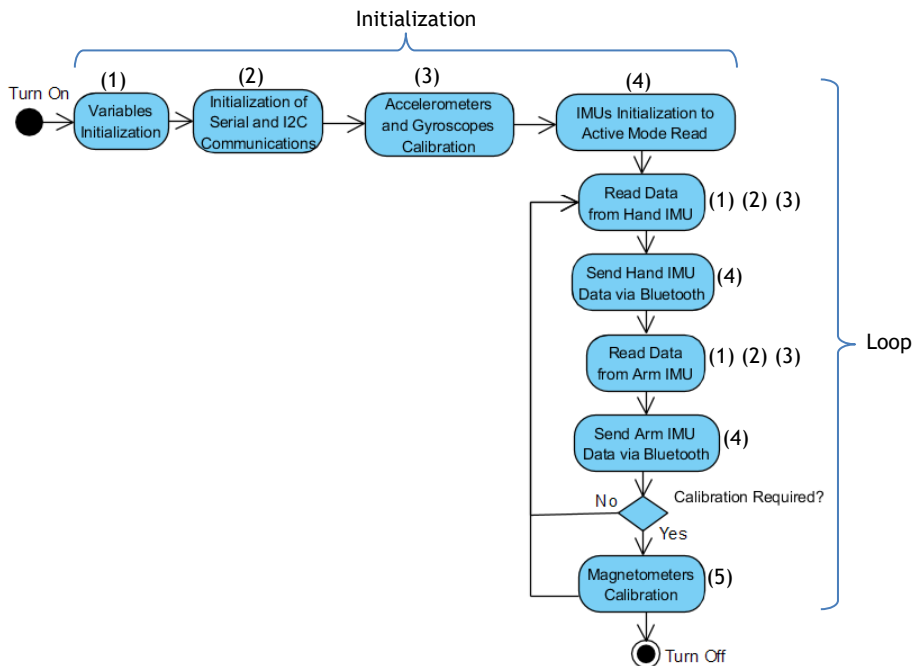 Initialization
(1)
(2)
(3)
(4)
Turn On
Variables
Initialization
Initialization of
Serial and I2C
Communications
Accelerometers
and Gyroscopes
Calibration
IMUs Initialization to
Active Mode Read
Read Data
from Hand IMU
(1) (2) (3)
Send Hand IMU
Data via Bluetooth
(4)
Loop
Read Data
from Arm IMU
(1) (2) (3)
Send Arm IMU
Data via Bluetooth
(4)
Calibration Required?
No
Yes
Magnetometers
Calibration
(5)
Turn Off